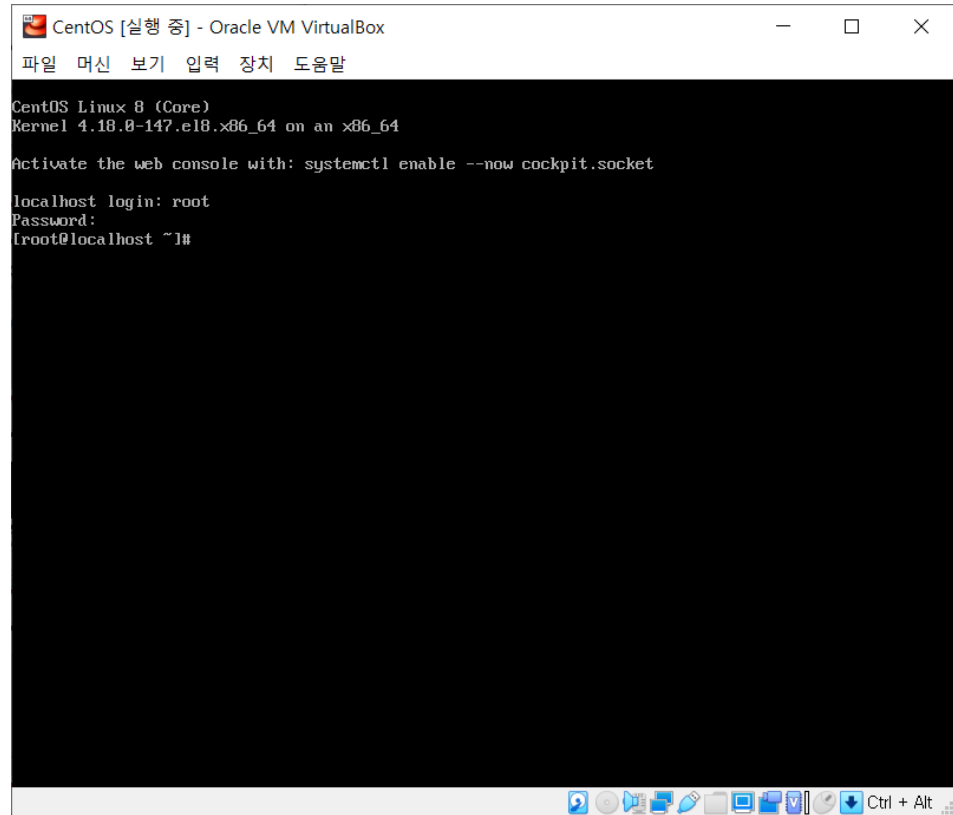 CentOS [실행 중] - Oracle VM VirtualBox
파일 머신 보기 입력 장치 도움말
CentOS Linux 8 (Core)
Kernel 4.18.0-147.el8.x86_64 on an x86_64
Activate the web console with: systemctl enable --now cockpit.socket
localhost login: root
Password:
[root@localhost ~]#
Ctrl + Alt